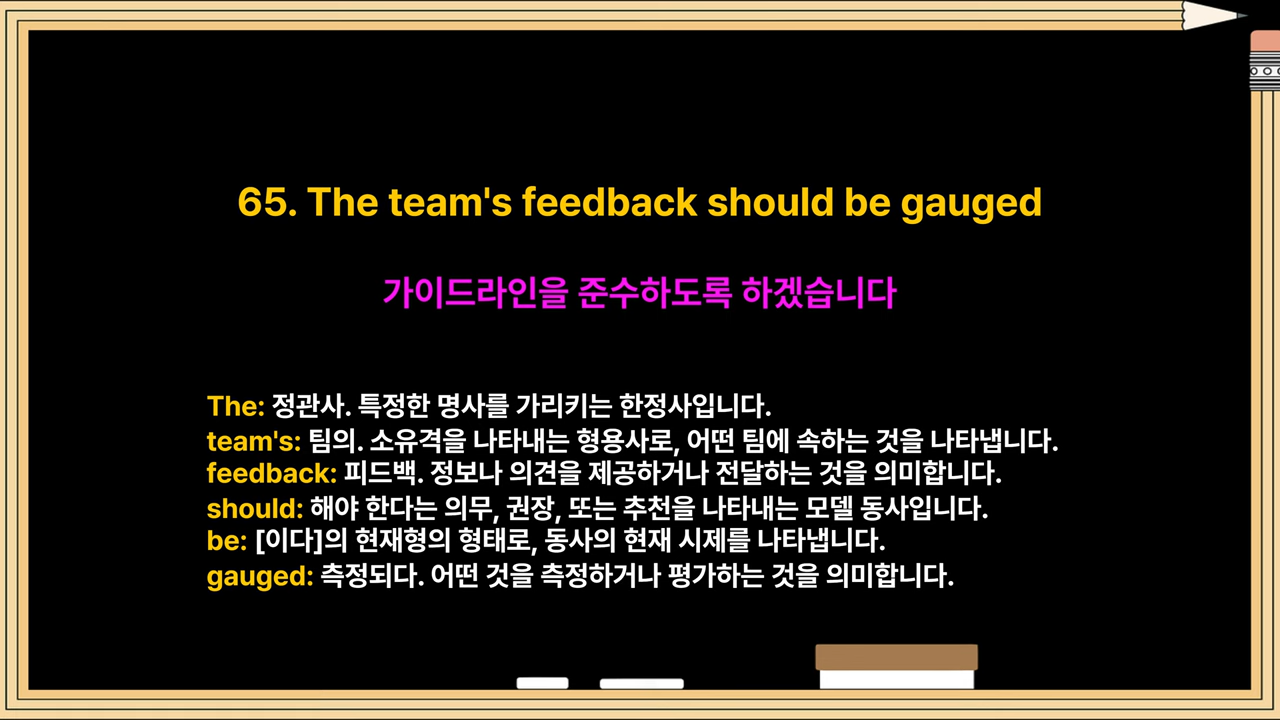 65. The team's feedback should be gauged
가이드라인을 준수하도록 하겠습니다
The: 정관사. 특정한 명사를 가리키는 한정사입니다.
team's: 팀의. 소유격을 나타내는 형용사로, 어떤 팀에 속하는 것을 나타냅니다.
feedback: 피드백. 정보나 의견을 제공하거나 전달하는 것을 의미합니다.
should: 해야 한다는 의무, 권장, 또는 추천을 나타내는 모델 동사입니다.
be: [이다]의 현재형의 형태로, 동사의 현재 시제를 나타냅니다.
gauged: 측정되다. 어떤 것을 측정하거나 평가하는 것을 의미합니다.